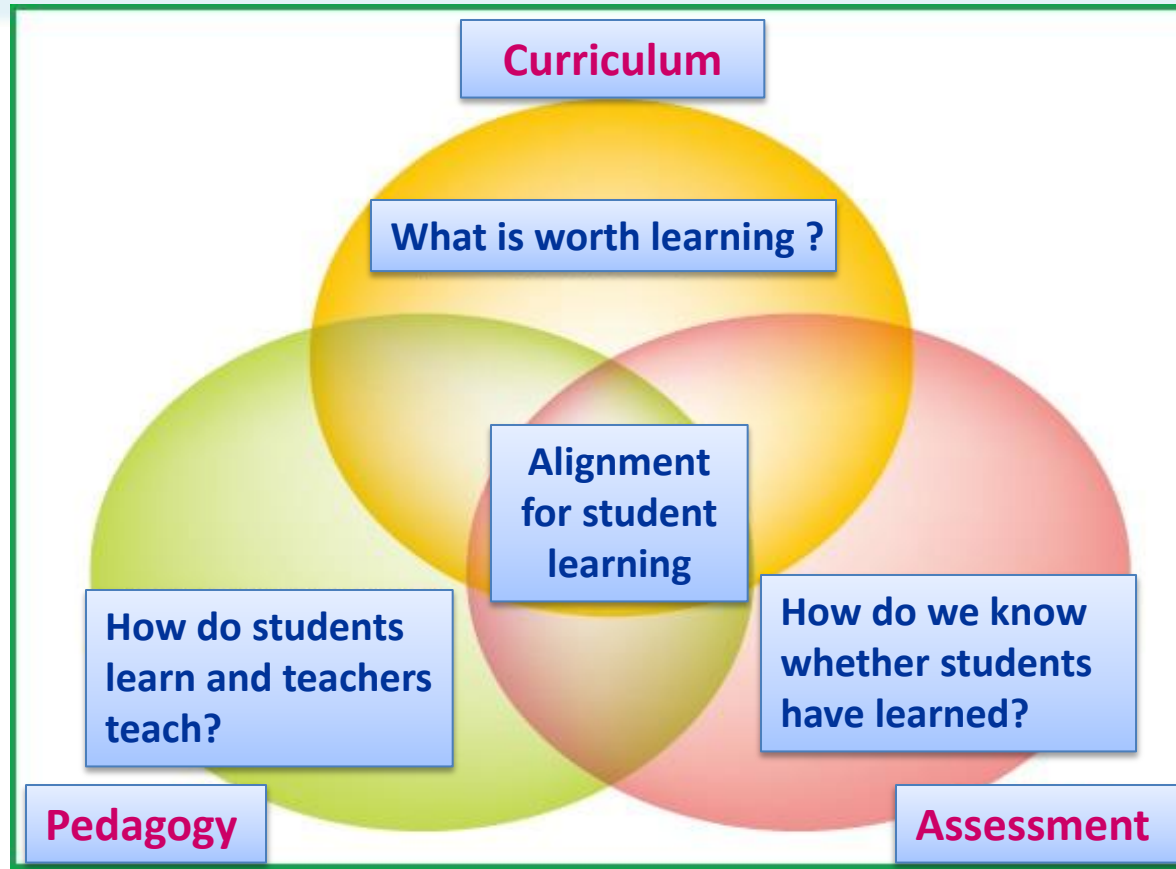 Curriculum
What is worth learning ?
Alignment
for student
learning
How do students
learn and teachers
teach?
How do we know
whether students
have learned?
Pedagogy
Assessment